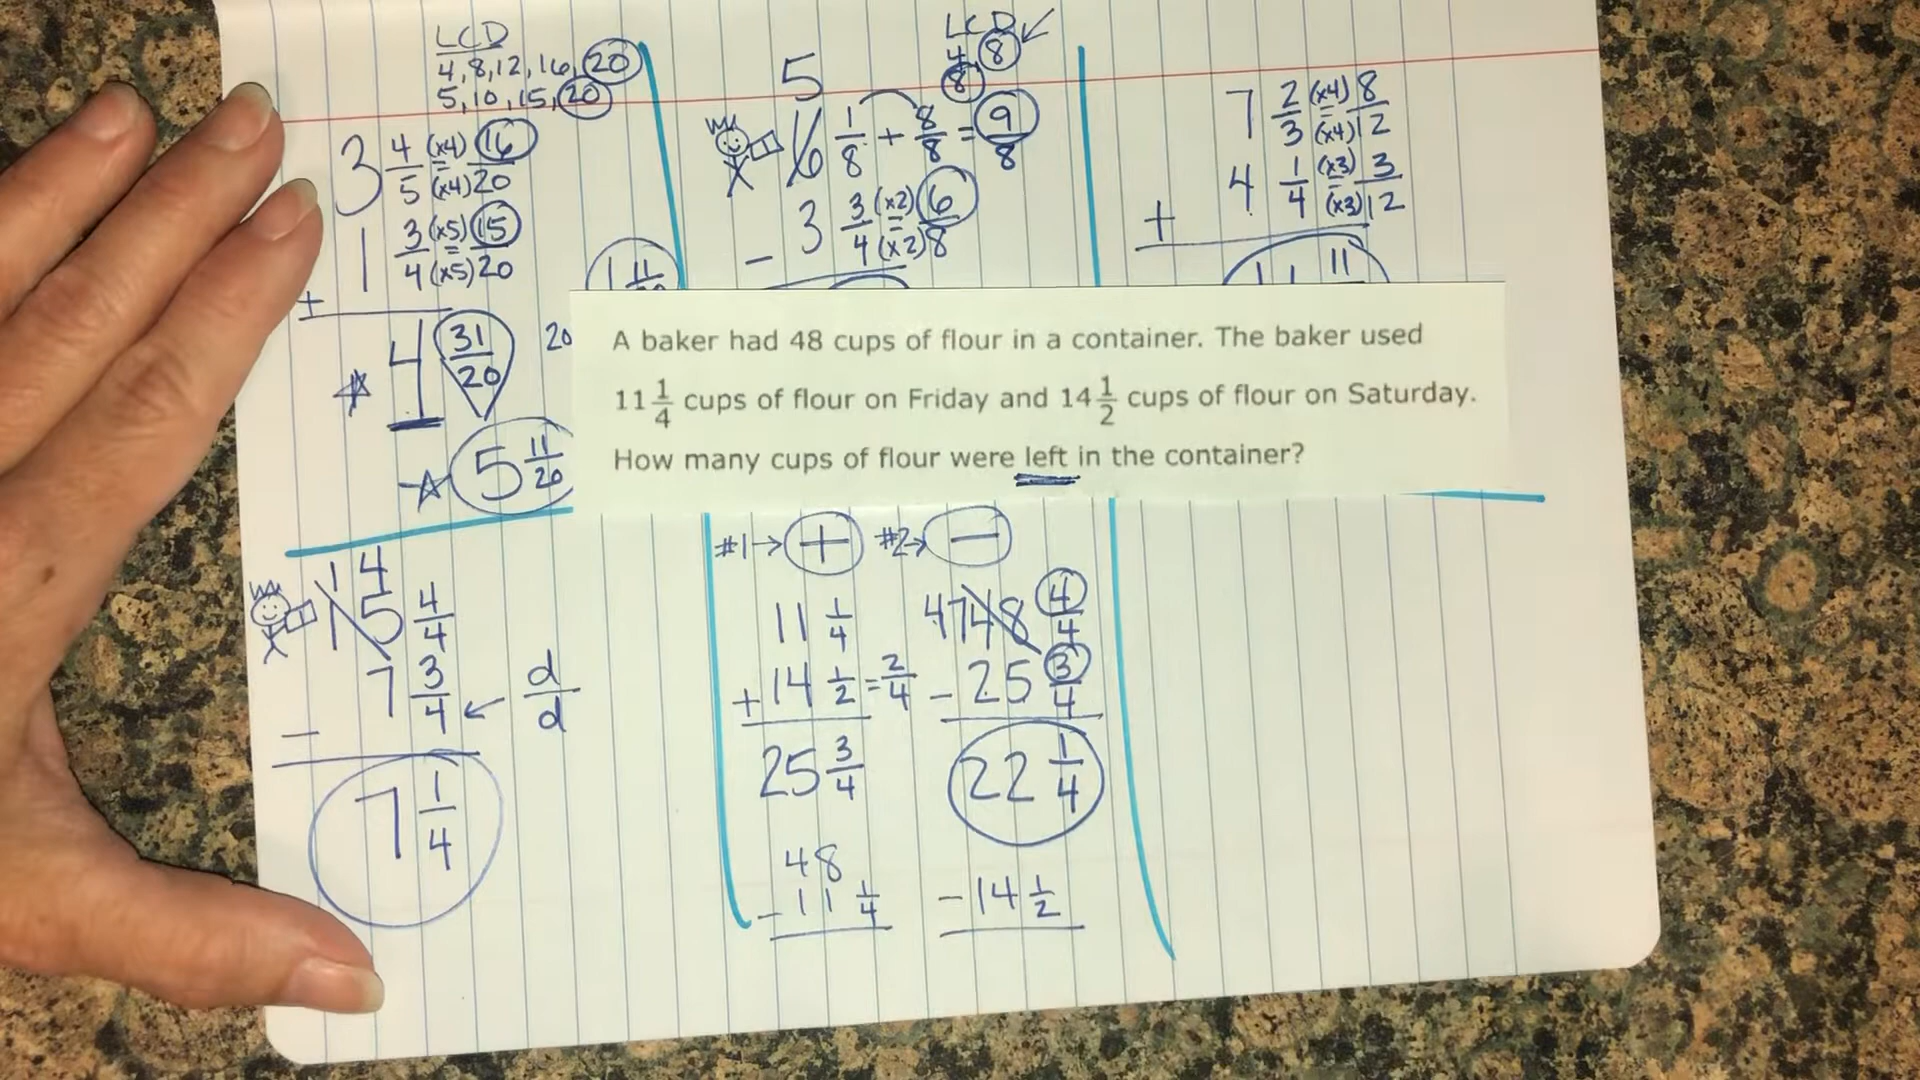 LCD
4, 8, 12, 16, 20
5, 10, 15, 20
3 4/5 (x4) = 16/20
(x4)
+ 1 3/4 (x5) = 15/20
(x5)
4 31/20
20
5 11/20
1 11/20
LCD
4, 8
8
5
6 1/8 + 8/8 = 9/8
- 3 3/4 (x2) = 6/8
(x2)
7 2/3 (x4) = 8/12
(x4)
+ 4 1/4 (x3) = 3/12
(x3)
11 11
A baker had 48 cups of flour in a container. The baker used
11 1/4 cups of flour on Friday and 14 1/2 cups of flour on Saturday.
How many cups of flour were left in the container?
14
15 4/4
- 7 3/4
d/d
7 1/4
#1→ + #2→ -
11 1/4
+ 14 1/2 = 2/4
25 3/4
47 48 4/4
- 25 3/4
22 1/4
48
- 11 1/4
- 14 1/2